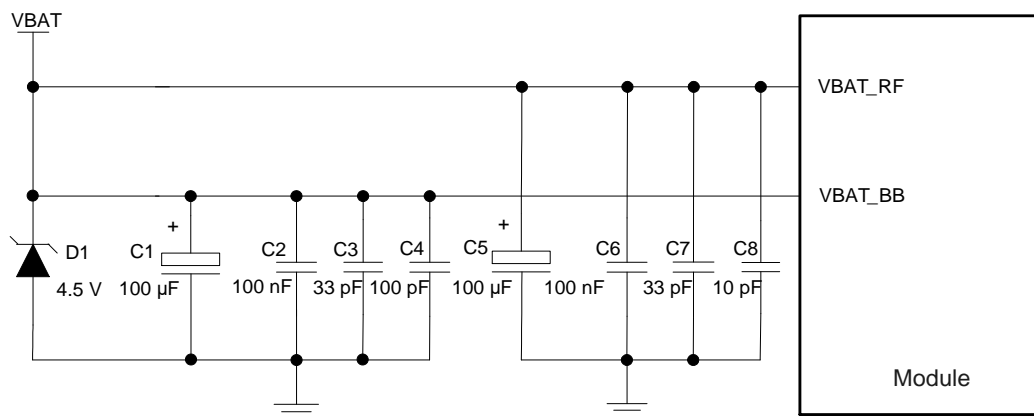 VBAT
VBAT_RF
VBAT_BB
+
+
D1
C1
C2
C3
C4
C5
C6
C7
C8
4.5 V
100 µF
100 nF
33 pF
100 pF
100 µF
100 nF
33 pF
10 pF
Module